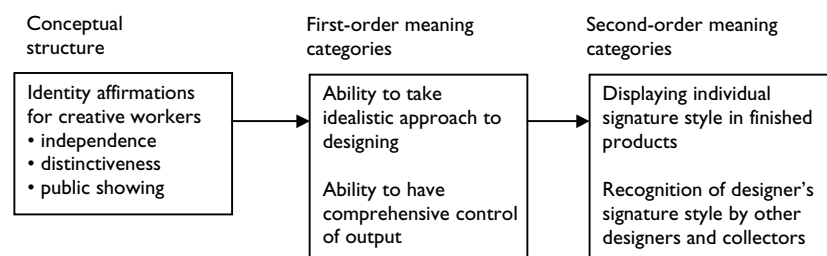 Conceptual
structure
First-order meaning
categories
Second-order meaning
categories
Identity affirmations
for creative workers
• independence
• distinctiveness
• public showing
Ability to take
idealistic approach to
designing
Ability to have
comprehensive control
of output
Displaying individual
signature style in finished
products
Recognition of designer’s
signature style by other
designers and collectors